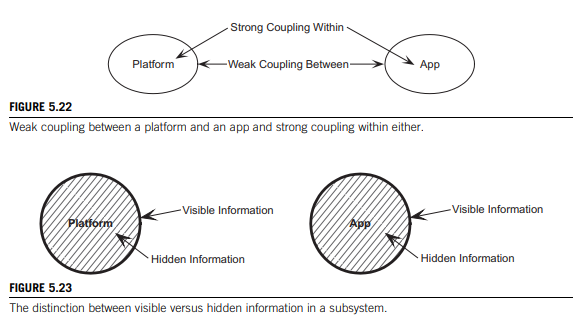 Strong Coupling Within
Platform
Weak Coupling Between
App
FIGURE 5.22
Weak coupling between a platform and an app and strong coupling within either.
Visible Information
Platform
Hidden Information
Visible Information
App
Hidden Information
FIGURE 5.23
The distinction between visible versus hidden information in a subsystem.